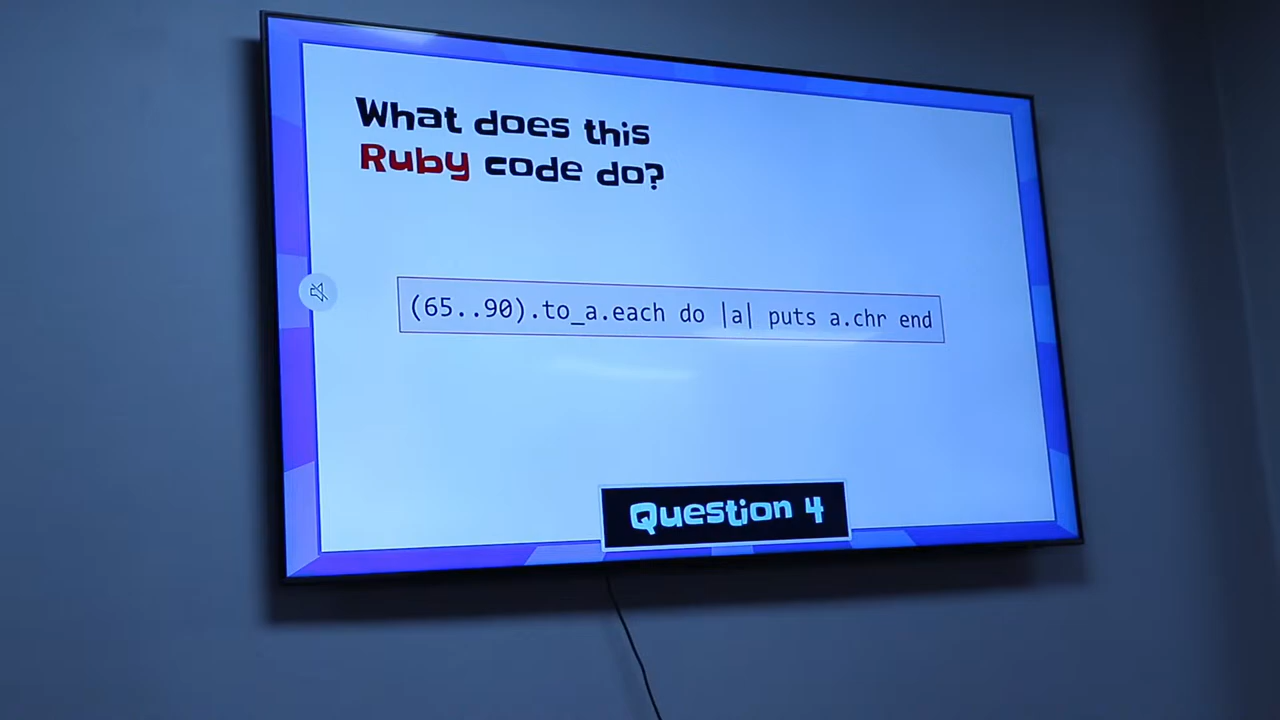 What does this
Ruby code do?
(65..90).to_a.each do |a| puts a.chr end
Question 4